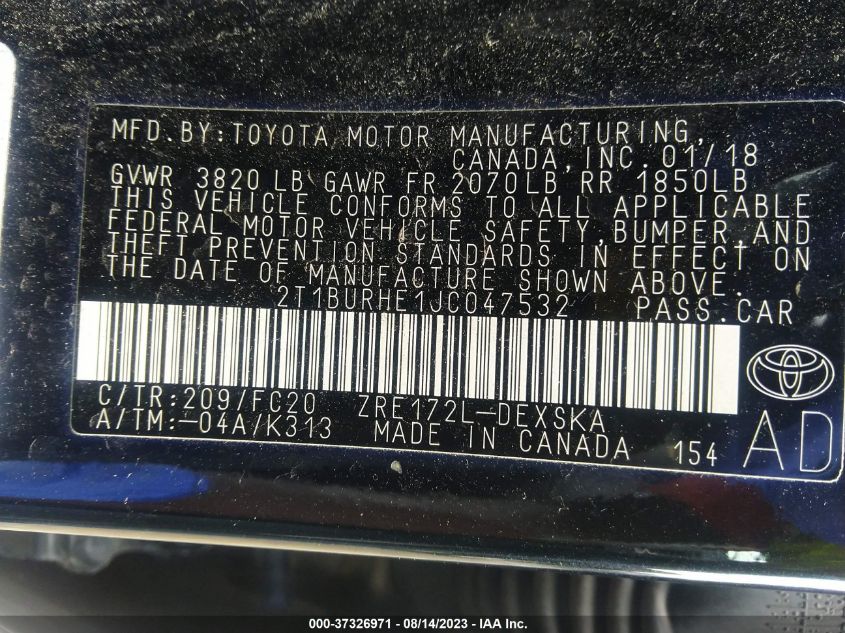 MFD.BY:TOYOTA MOTOR MANUFACTURING,
CANADA,INC.01/18
GVWR 3820LB GAWR FR 2070LB RR 1850LB
THIS VEHICLE CONFORMS TO ALL APPLICABLE
FEDERAL MOTOR VEHICLE SAFETY,BUMPER,AND
THEFT PREVENTION STANDARDS IN EFFECT ON
THE DATE OF MANUFACTURE SHOWN ABOVE.
2T1BURHE1JC047532 PASS.CAR
C/TR:209/FC20 ZRE172L-DEXSKA
A/TM:-04A/K313 MADE IN CANADA 154 AD
000-37326971 - 08/14/2023 - IAA Inc.